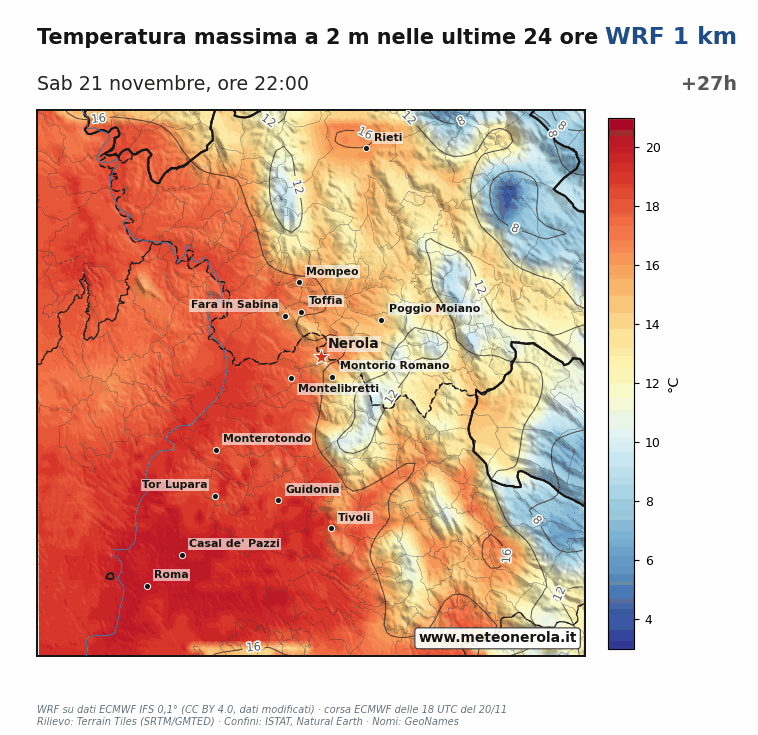 Temperatura massima a 2 m nelle ultime 24 ore WRF 1 km
Sab 21 novembre, ore 22:00 +27h
16
12
12
8
8
8
16
Rieti
12
8
Mompeo
12
Fara in Sabina
Toffia
Poggio Moiano
Nerola
Montorio Romano
Montelibretti
12
Monterotondo
Tor Lupara
Guidonia
Tivoli
8
Casal de' Pazzi
16
Roma
12
16
www.meteonerola.it
20
18
16
14
12
10
8
6
4
°C
WRF su dati ECMWF IFS 0,1° (CC BY 4.0, dati modificati) · corsa ECMWF delle 18 UTC del 20/11
Rilievo: Terrain Tiles (SRTM/GMTED) · Confini: ISTAT, Natural Earth · Nomi: GeoNames